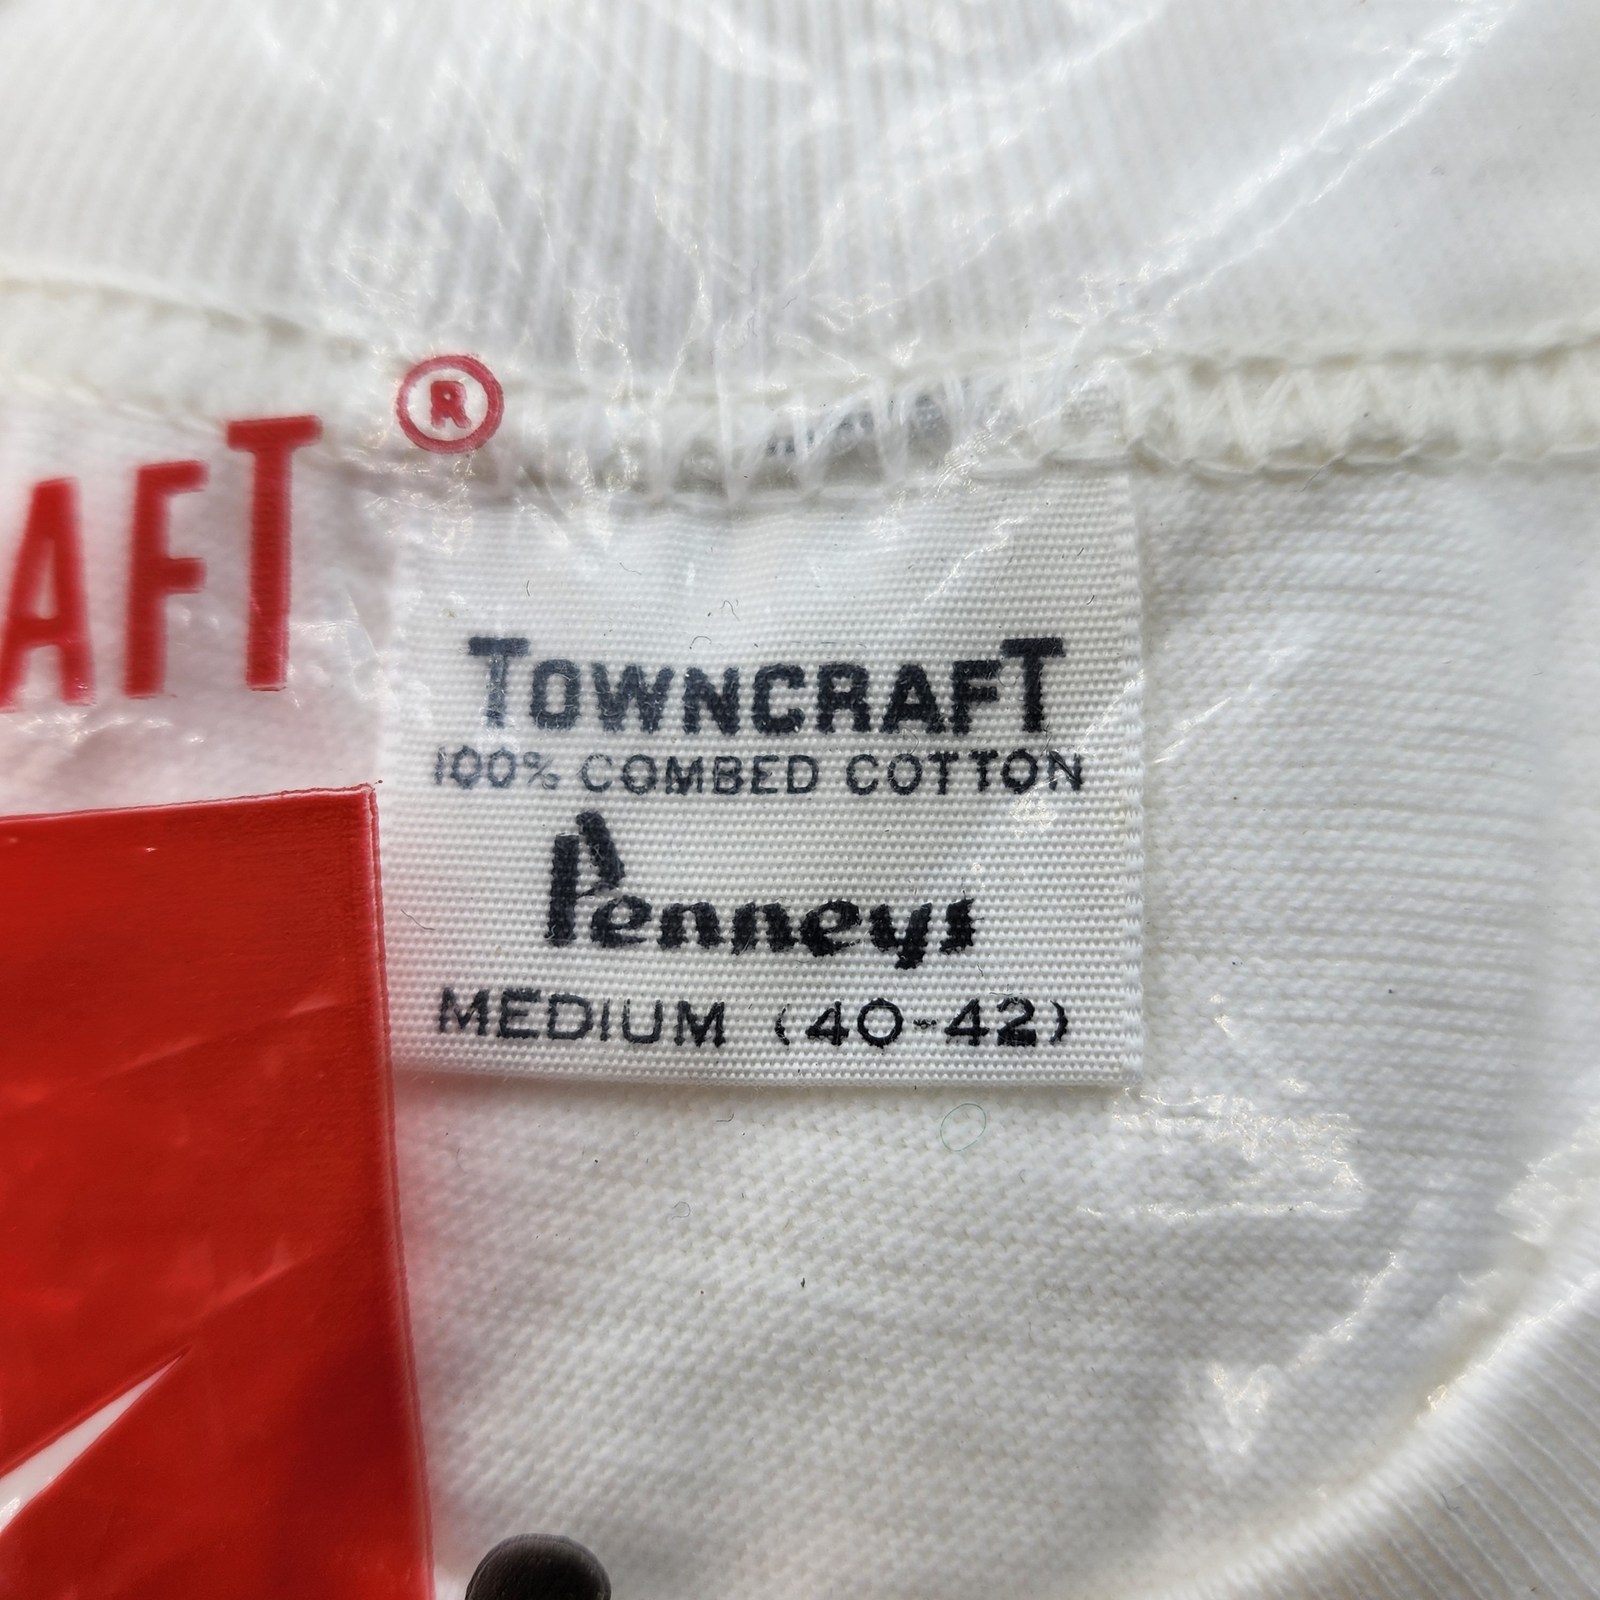 AFT®
TOWNCRAFT
100% COMBED COTTON
Penneys
MEDIUM (40-42)